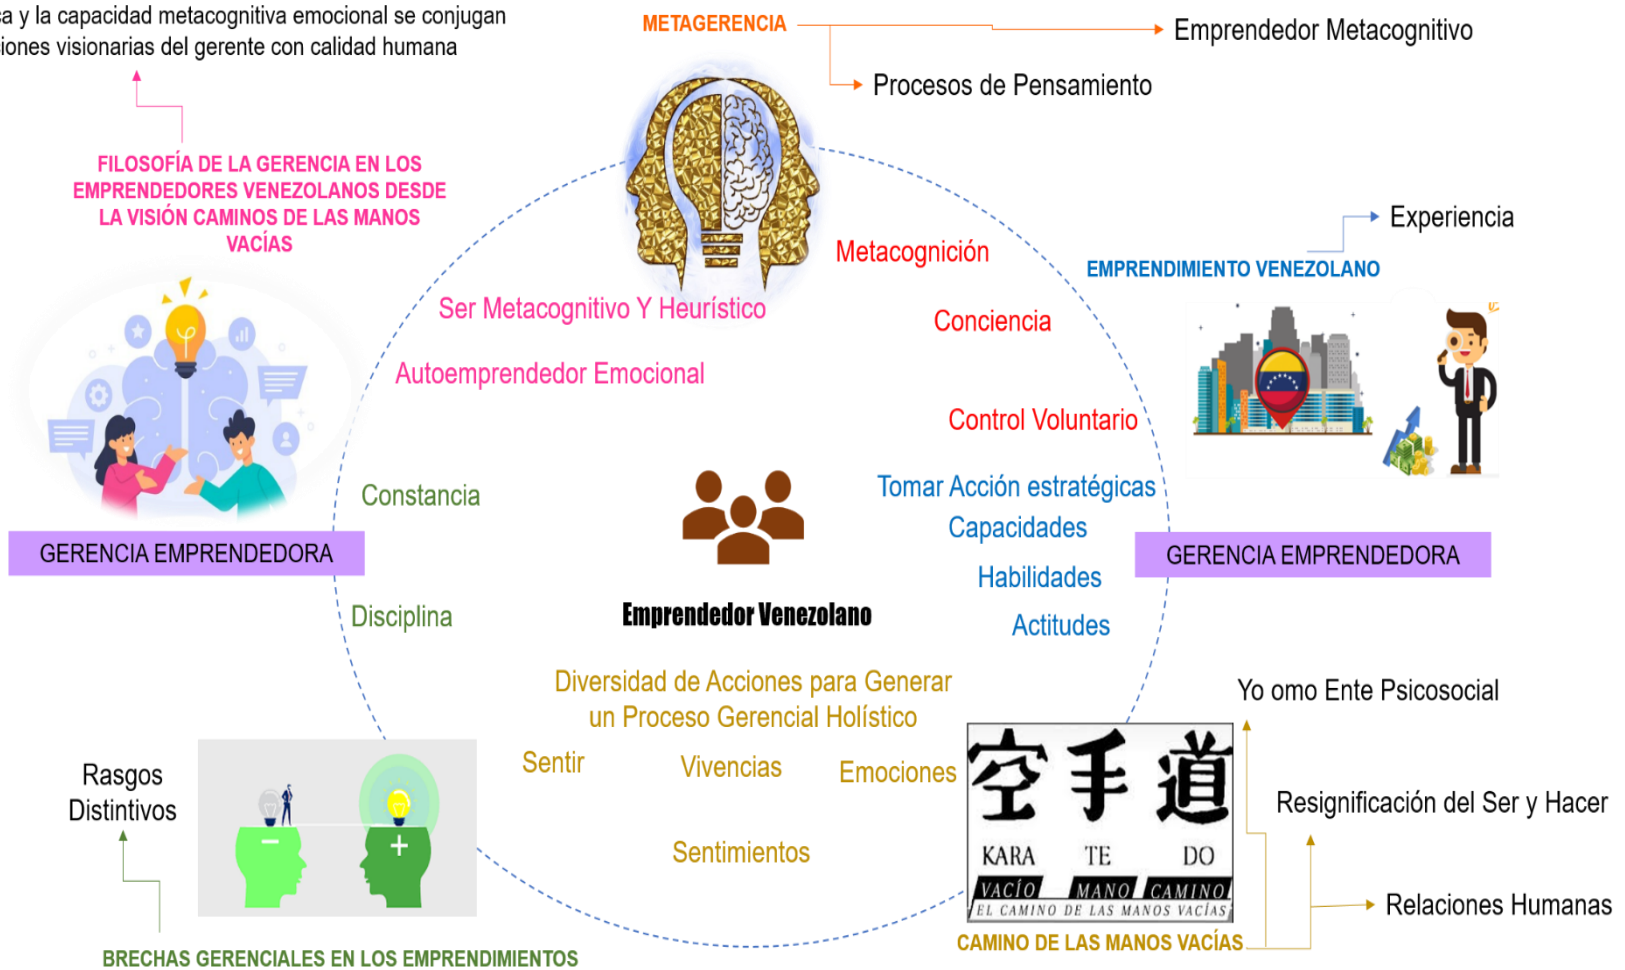 y la capacidad metacognitiva emocional se conjugan
visionarias del gerente con calidad humana
METAGERENCIA
Emprendedor Metacognitivo
Procesos de Pensamiento
FILOSOFÍA DE LA GERENCIA EN LOS
EMPRENDEDORES VENEZOLANOS DESDE
LA VISIÓN CAMINOS DE LAS MANOS
VACÍAS
Experiencia
EMPRENDIMIENTO VENEZOLANO
Metacognición
Ser Metacognitivo Y Heurístico
Conciencia
Autoemprendedor Emocional
Control Voluntario
Constancia
Tomar Acción estratégicas
Capacidades
GERENCIA EMPRENDEDORA
GERENCIA EMPRENDEDORA
Habilidades
Disciplina
Emprendedor Venezolano
Actitudes
Diversidad de Acciones para Generar
un Proceso Gerencial Holístico
Yo omo Ente Psicosocial
Sentir
Vivencias
Emociones
空手道
Rasgos
Distintivos
Resignificación del Ser y Hacer
Sentimientos
KARA TE DO
VACÍO MANO CAMINO
EL CAMINO DE LAS MANOS VACÍAS
Relaciones Humanas
CAMINO DE LAS MANOS VACÍAS
BRECHAS GERENCIALES EN LOS EMPRENDIMIENTOS